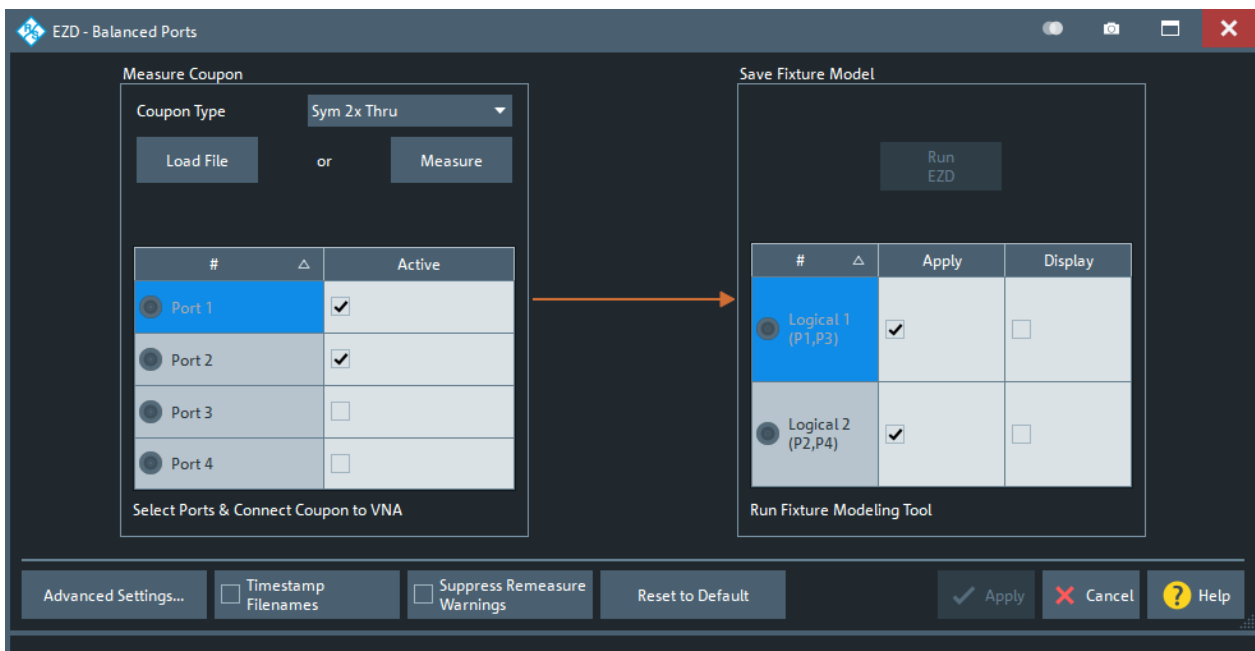 EZD - Balanced Ports
Measure Coupon
Coupon Type
Sym 2x Thru
Load File
or
Measure
# Active
Port 1
Port 2
Port 3
Port 4
Select Ports & Connect Coupon to VNA
Save Fixture Model
Run
EZD
# Apply Display
Logical 1
(P1,P3)
Logical 2
(P2,P4)
Run Fixture Modeling Tool
Advanced Settings...
Timestamp
Filenames
Suppress Remeasure
Warnings
Reset to Default
Apply
Cancel
? Help